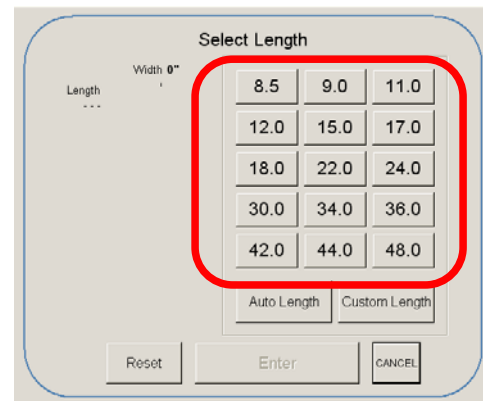 Select Length
Width 0"
Length
- - -
8.5 9.0 11.0
12.0 15.0 17.0
18.0 22.0 24.0
30.0 34.0 36.0
42.0 44.0 48.0
Auto Length Custom Length
Reset Enter CANCEL